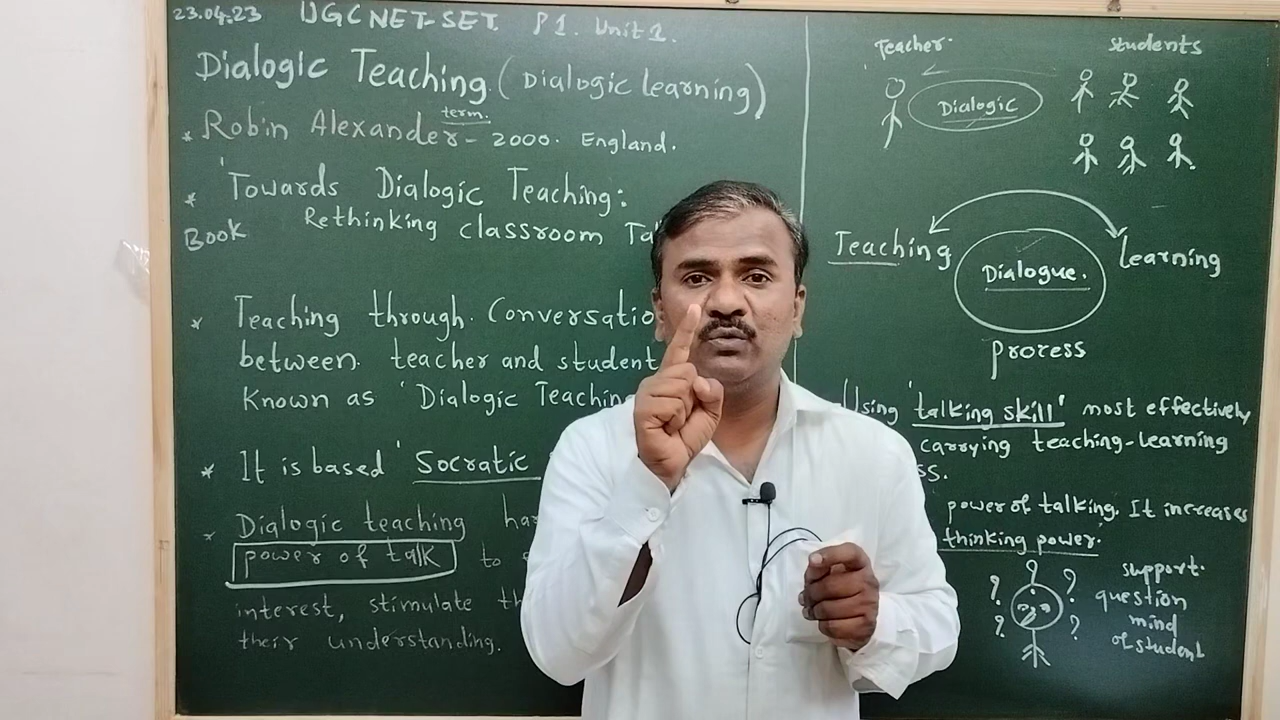 23.04.23 UGC NET-SET. P1. Unit 1.
Dialogic Teaching. (Dialogic learning)
* Robin Alexander - 2000. England.
term.
* 'Towards Dialogic Teaching:
Book Rethinking classroom Ta
* Teaching through. Conversatio
between. teacher and student
known as 'Dialogic Teaching
* It is based 'Socratic
* Dialogic teaching har
power of talk to
interest, stimulate th
their understanding.
Teacher. students
Dialogic
Teaching Dialogue. learning
process
Using 'talking skill' most effectively
carrying teaching-learning
ss.
power of talking. It increases
thinking power.
? ? ? ? ?
support.
question
mind
of student